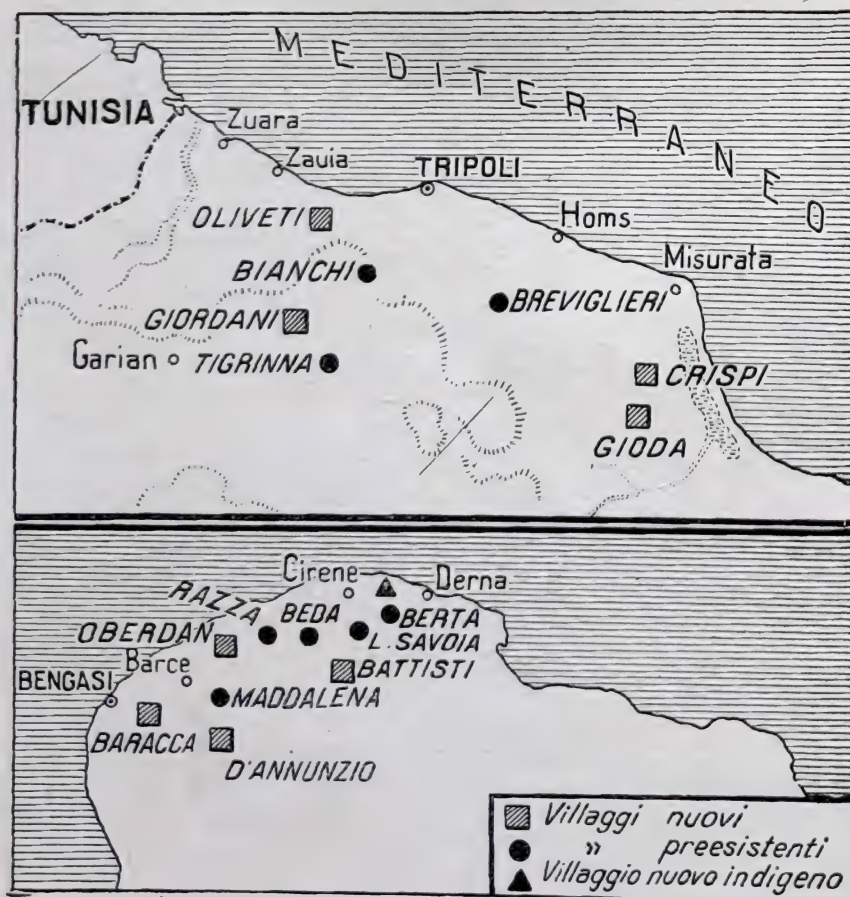 MEDITERRANEO
TUNISIA
Zuara
Zauia
TRIPOLI
OLIVETI
Homs
BIANCHI
Misurata
BREVIGLIERI
GIORDANI
Garian TIGRINNA
CRISPI
GIODA
Cirene
Derna
RAZZA
BEDA
BERTA
OBERDAN
L. SAVOIA
Barce
BATTISTI
BENGASI
MADDALENA
BARACCA
D'ANNUNZIO
Villaggi nuovi
" preesistenti
Villaggio nuovo indigeno